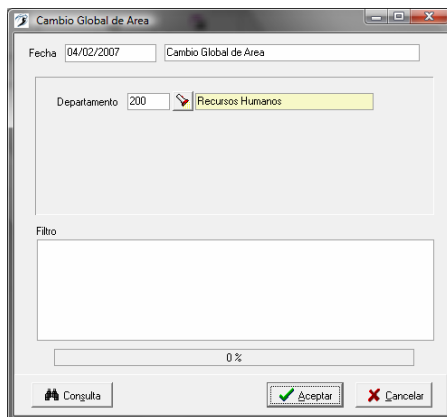 Cambio Global de Area
Fecha 04/02/2007 Cambio Global de Area
Departamento 200 Recursos Humanos
Filtro
0 %
Consulta Aceptar Cancelar